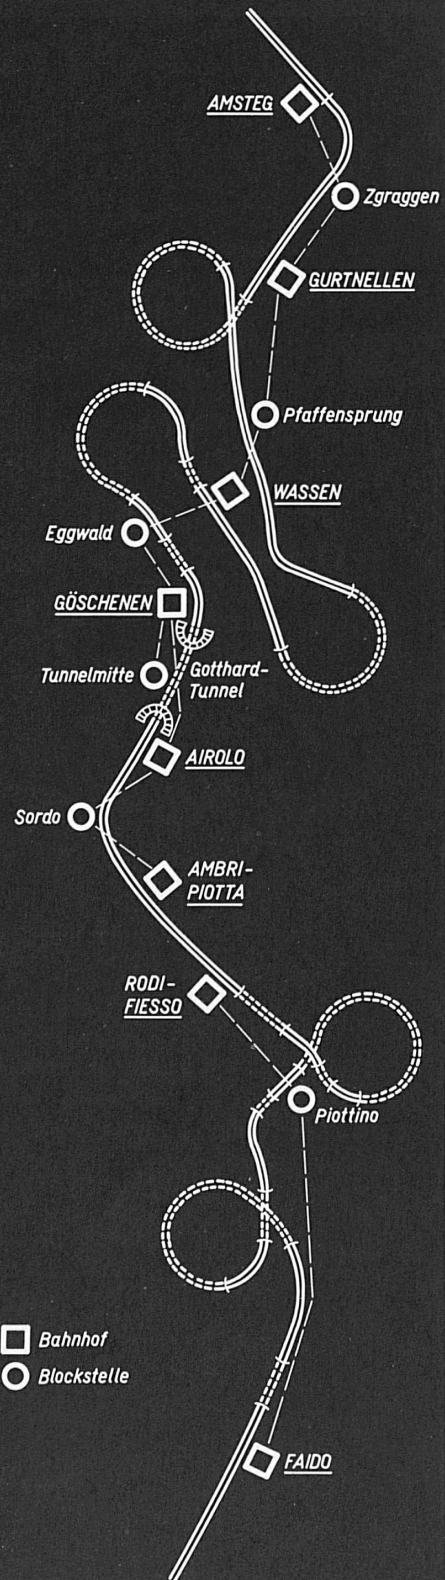 AMSTEG
Zgraggen
GURTNELLEN
Pfaffensprung
WASSEN
Eggwald
GÖSCHENEN
Tunnelmitte
Gotthard-
Tunnel
AIROLO
Sordo
AMBRI-
PIOTTA
RODI-
FIESSO
Piottino
Bahnhof
Blockstelle
FAIDO